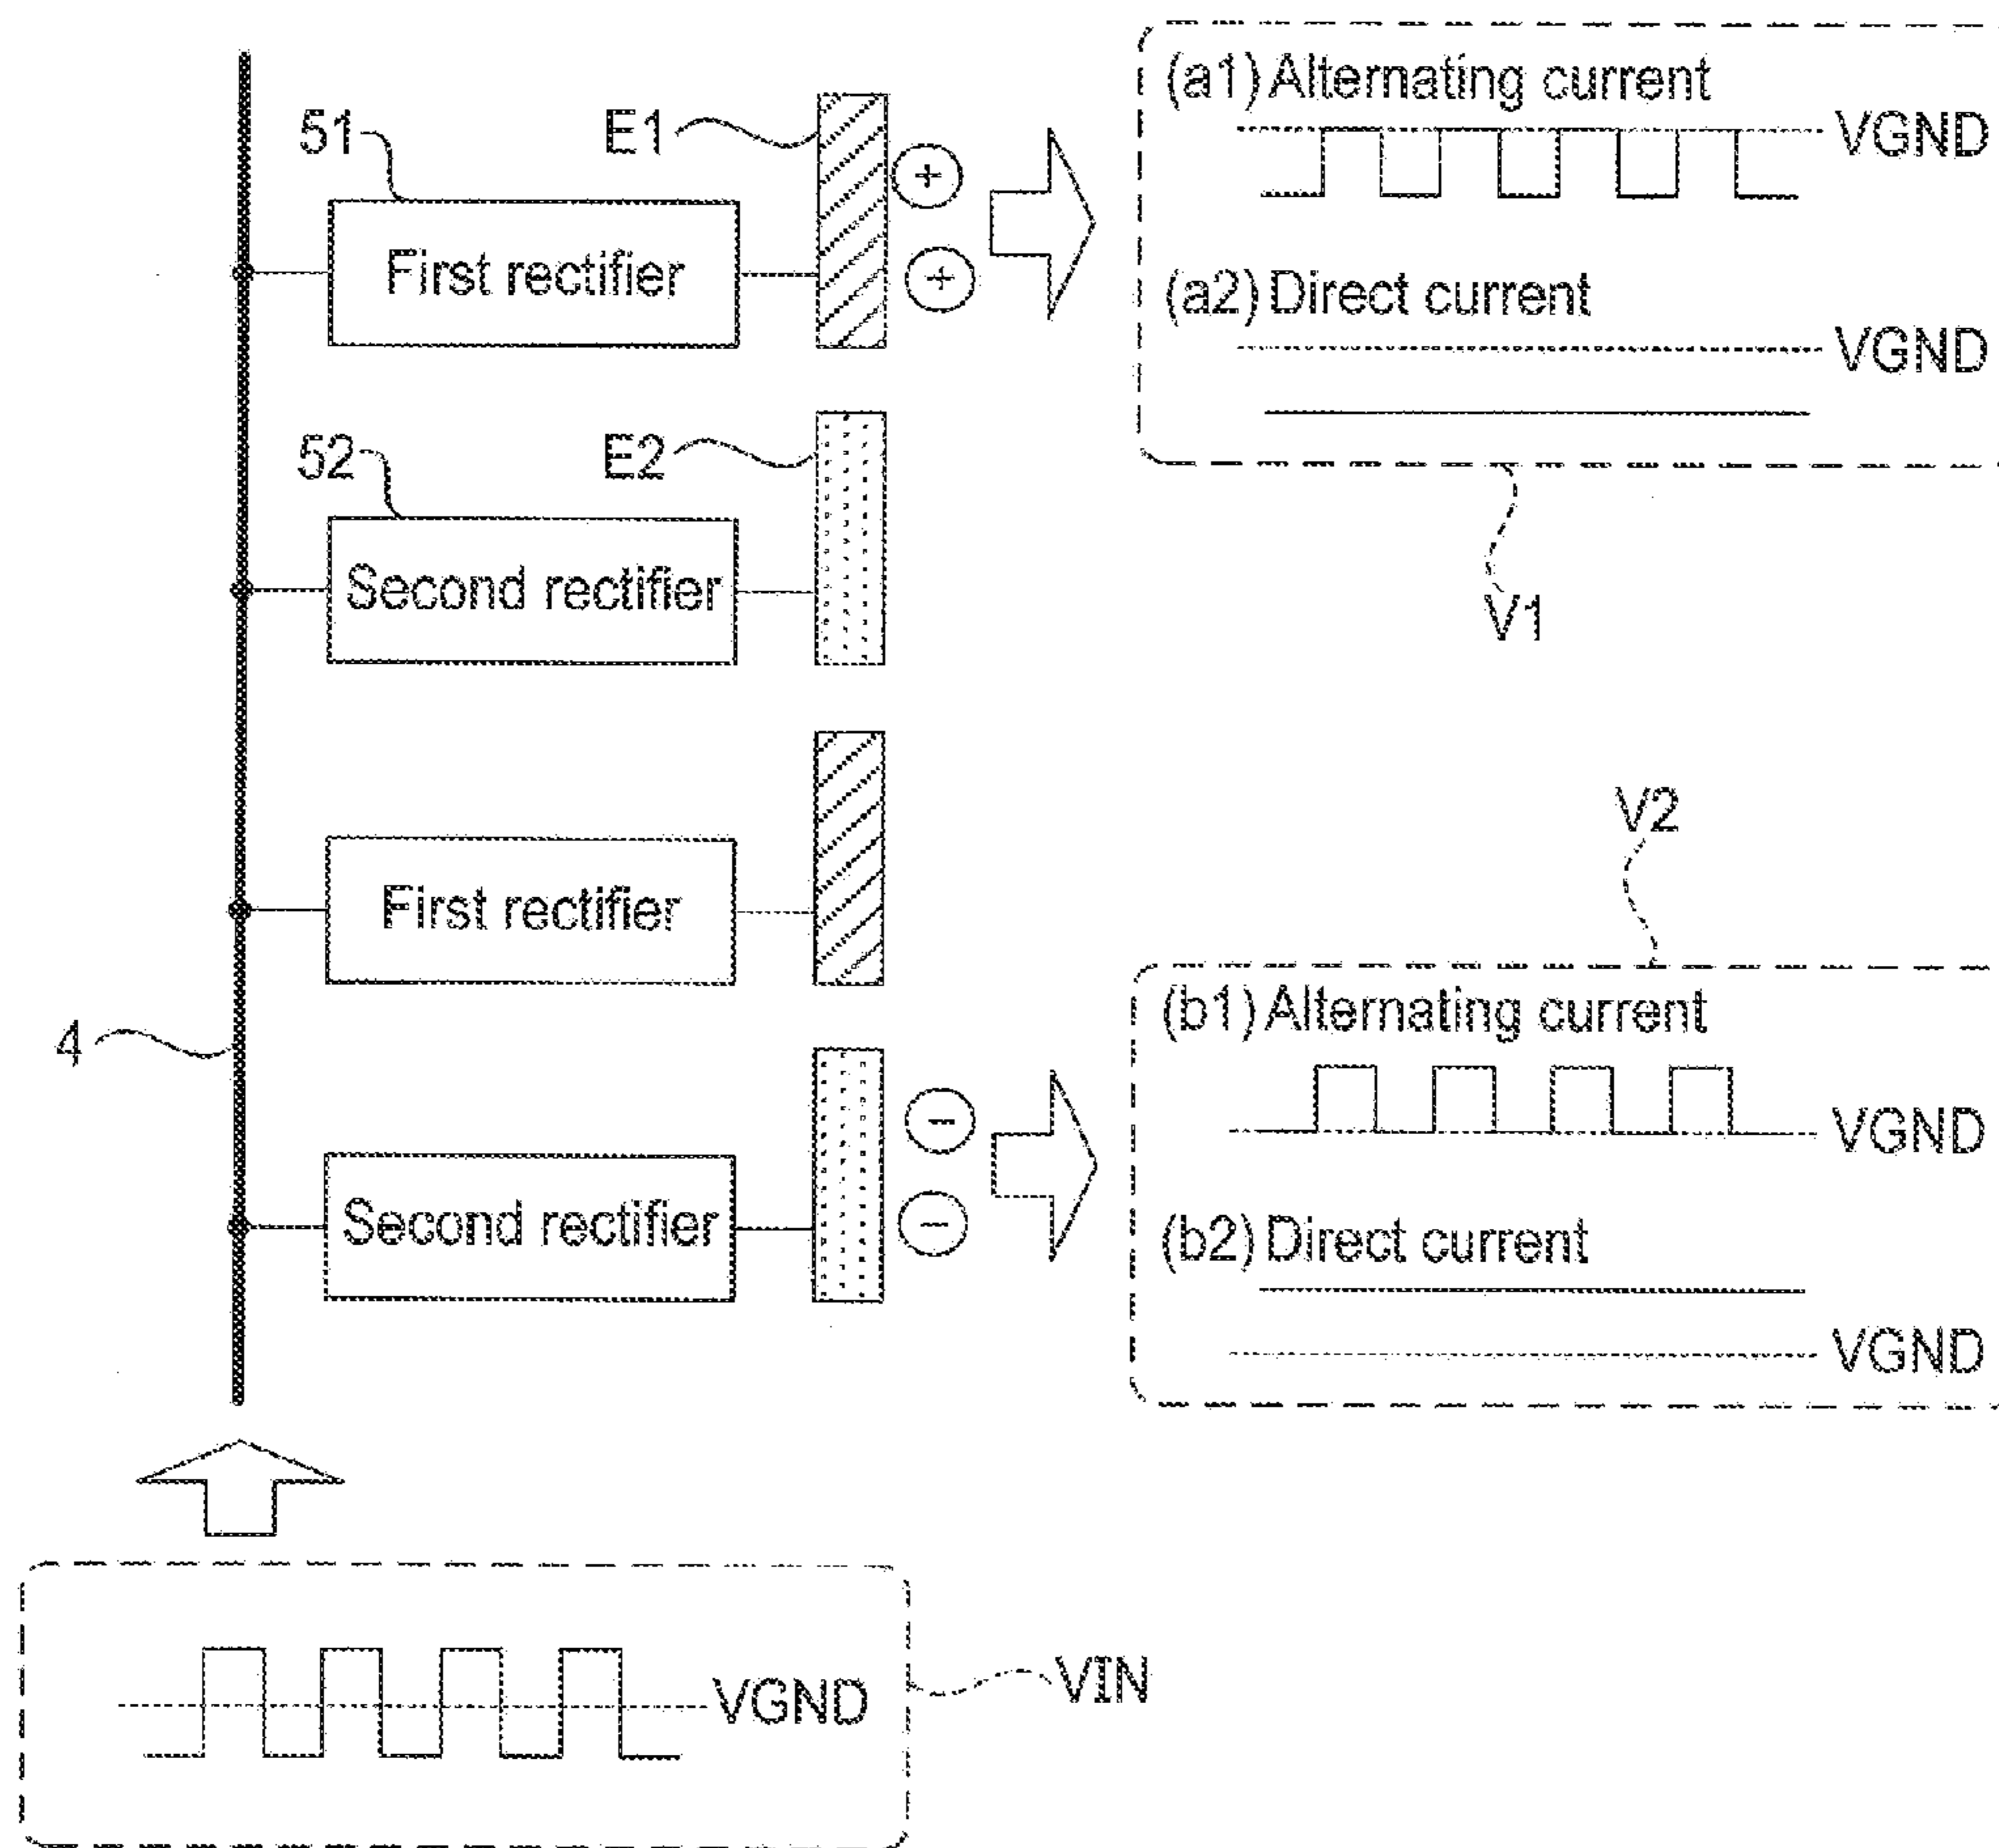 51
E1
+
+
First rectifier
(a1) Alternating current
VGND
(a2) Direct current
VGND
V1
52
E2
Second rectifier
First rectifier
4
Second rectifier
−
−
V2
(b1) Alternating current
VGND
(b2) Direct current
VGND
VGND
VIN